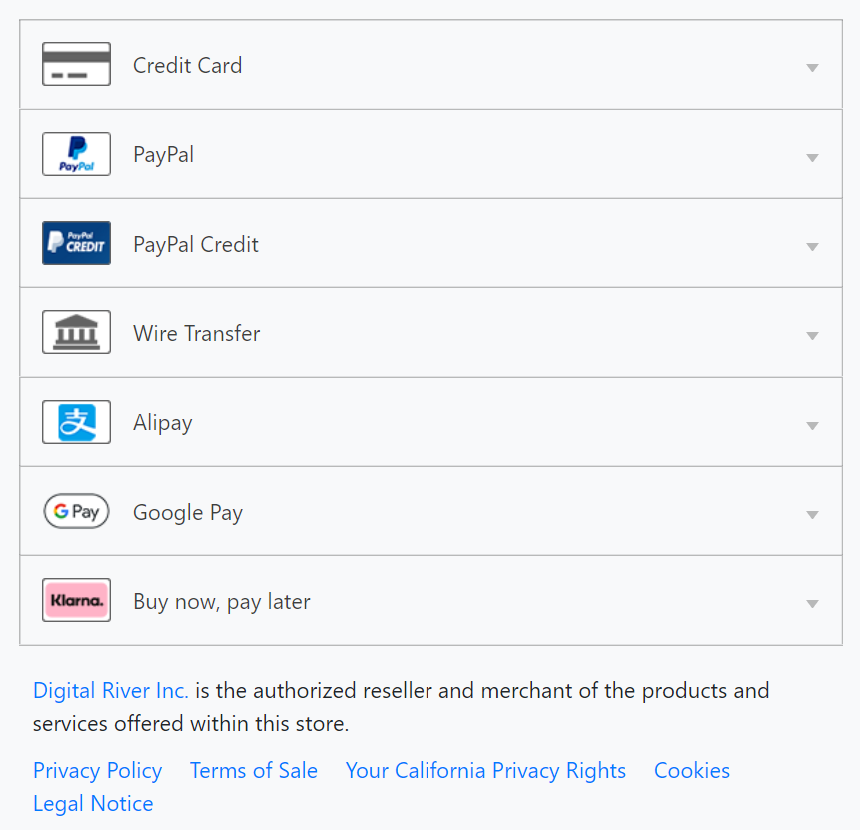 Credit Card
PayPal
PayPal
PayPal
CREDIT
PayPal Credit
Wire Transfer
支
Alipay
G Pay
Google Pay
Klarna.
Buy now, pay later
Digital River Inc. is the authorized reseller and merchant of the products and
services offered within this store.
Privacy Policy Terms of Sale Your California Privacy Rights Cookies
Legal Notice